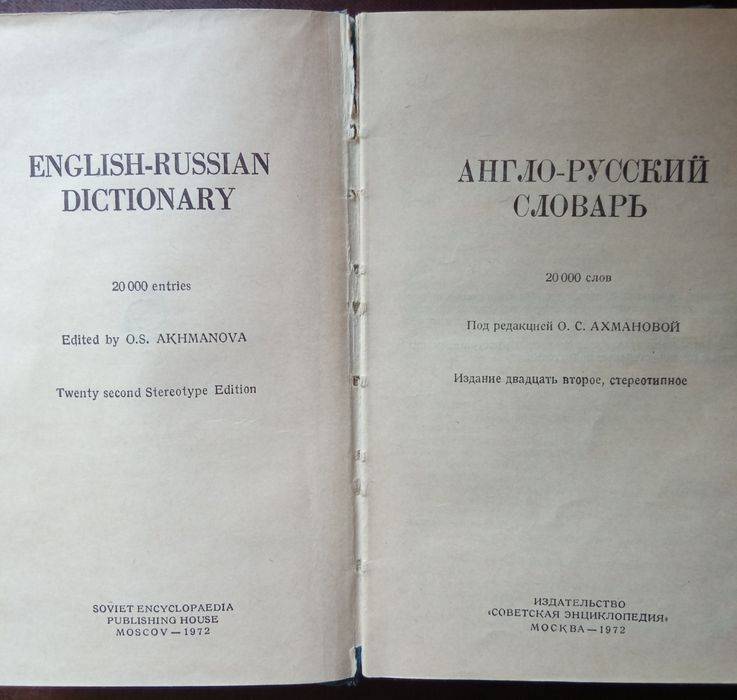 ENGLISH-RUSSIAN
DICTIONARY
20 000 entries
Edited by O.S. AKHMANOVA
Twenty second Stereotype Edition
SOVIET ENCYCLOPAEDIA
PUBLISHING HOUSE
MOSCOV — 1972
АНГЛО-РУССКИЙ
СЛОВАРЬ
20 000 слов
Под редакцией О. С. АХМАНОВОЙ
Издание двадцать второе, стереотипное
ИЗДАТЕЛЬСТВО
«СОВЕТСКАЯ ЭНЦИКЛОПЕДИЯ»
МОСКВА — 1972